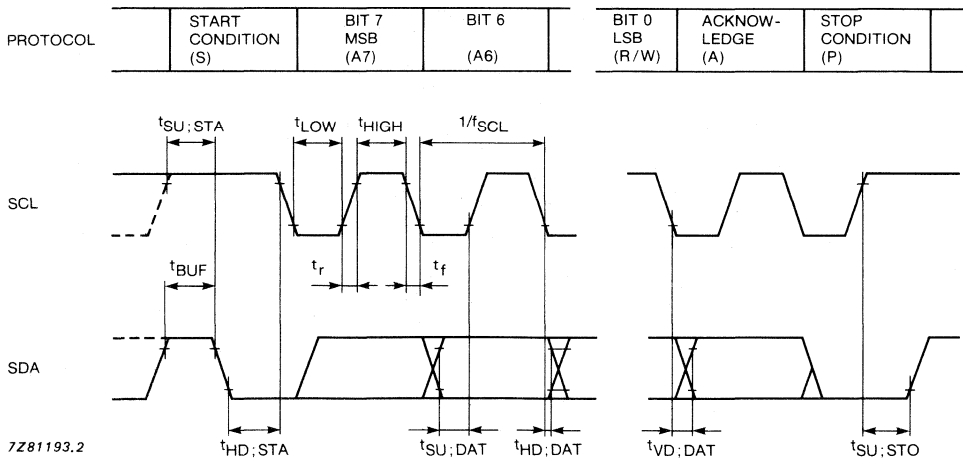 PROTOCOL
START CONDITION (S)
BIT 7 MSB (A7)
BIT 6 (A6)
BIT 0 LSB (R/W)
ACKNOW- LEDGE (A)
STOP CONDITION (P)
tSU;STA
tLOW
tHIGH
1/fSCL
SCL
tBUF
tr
tf
SDA
tHD;STA
tSU;DAT
tHD;DAT
tVD;DAT
tSU;STO
7Z81193.2